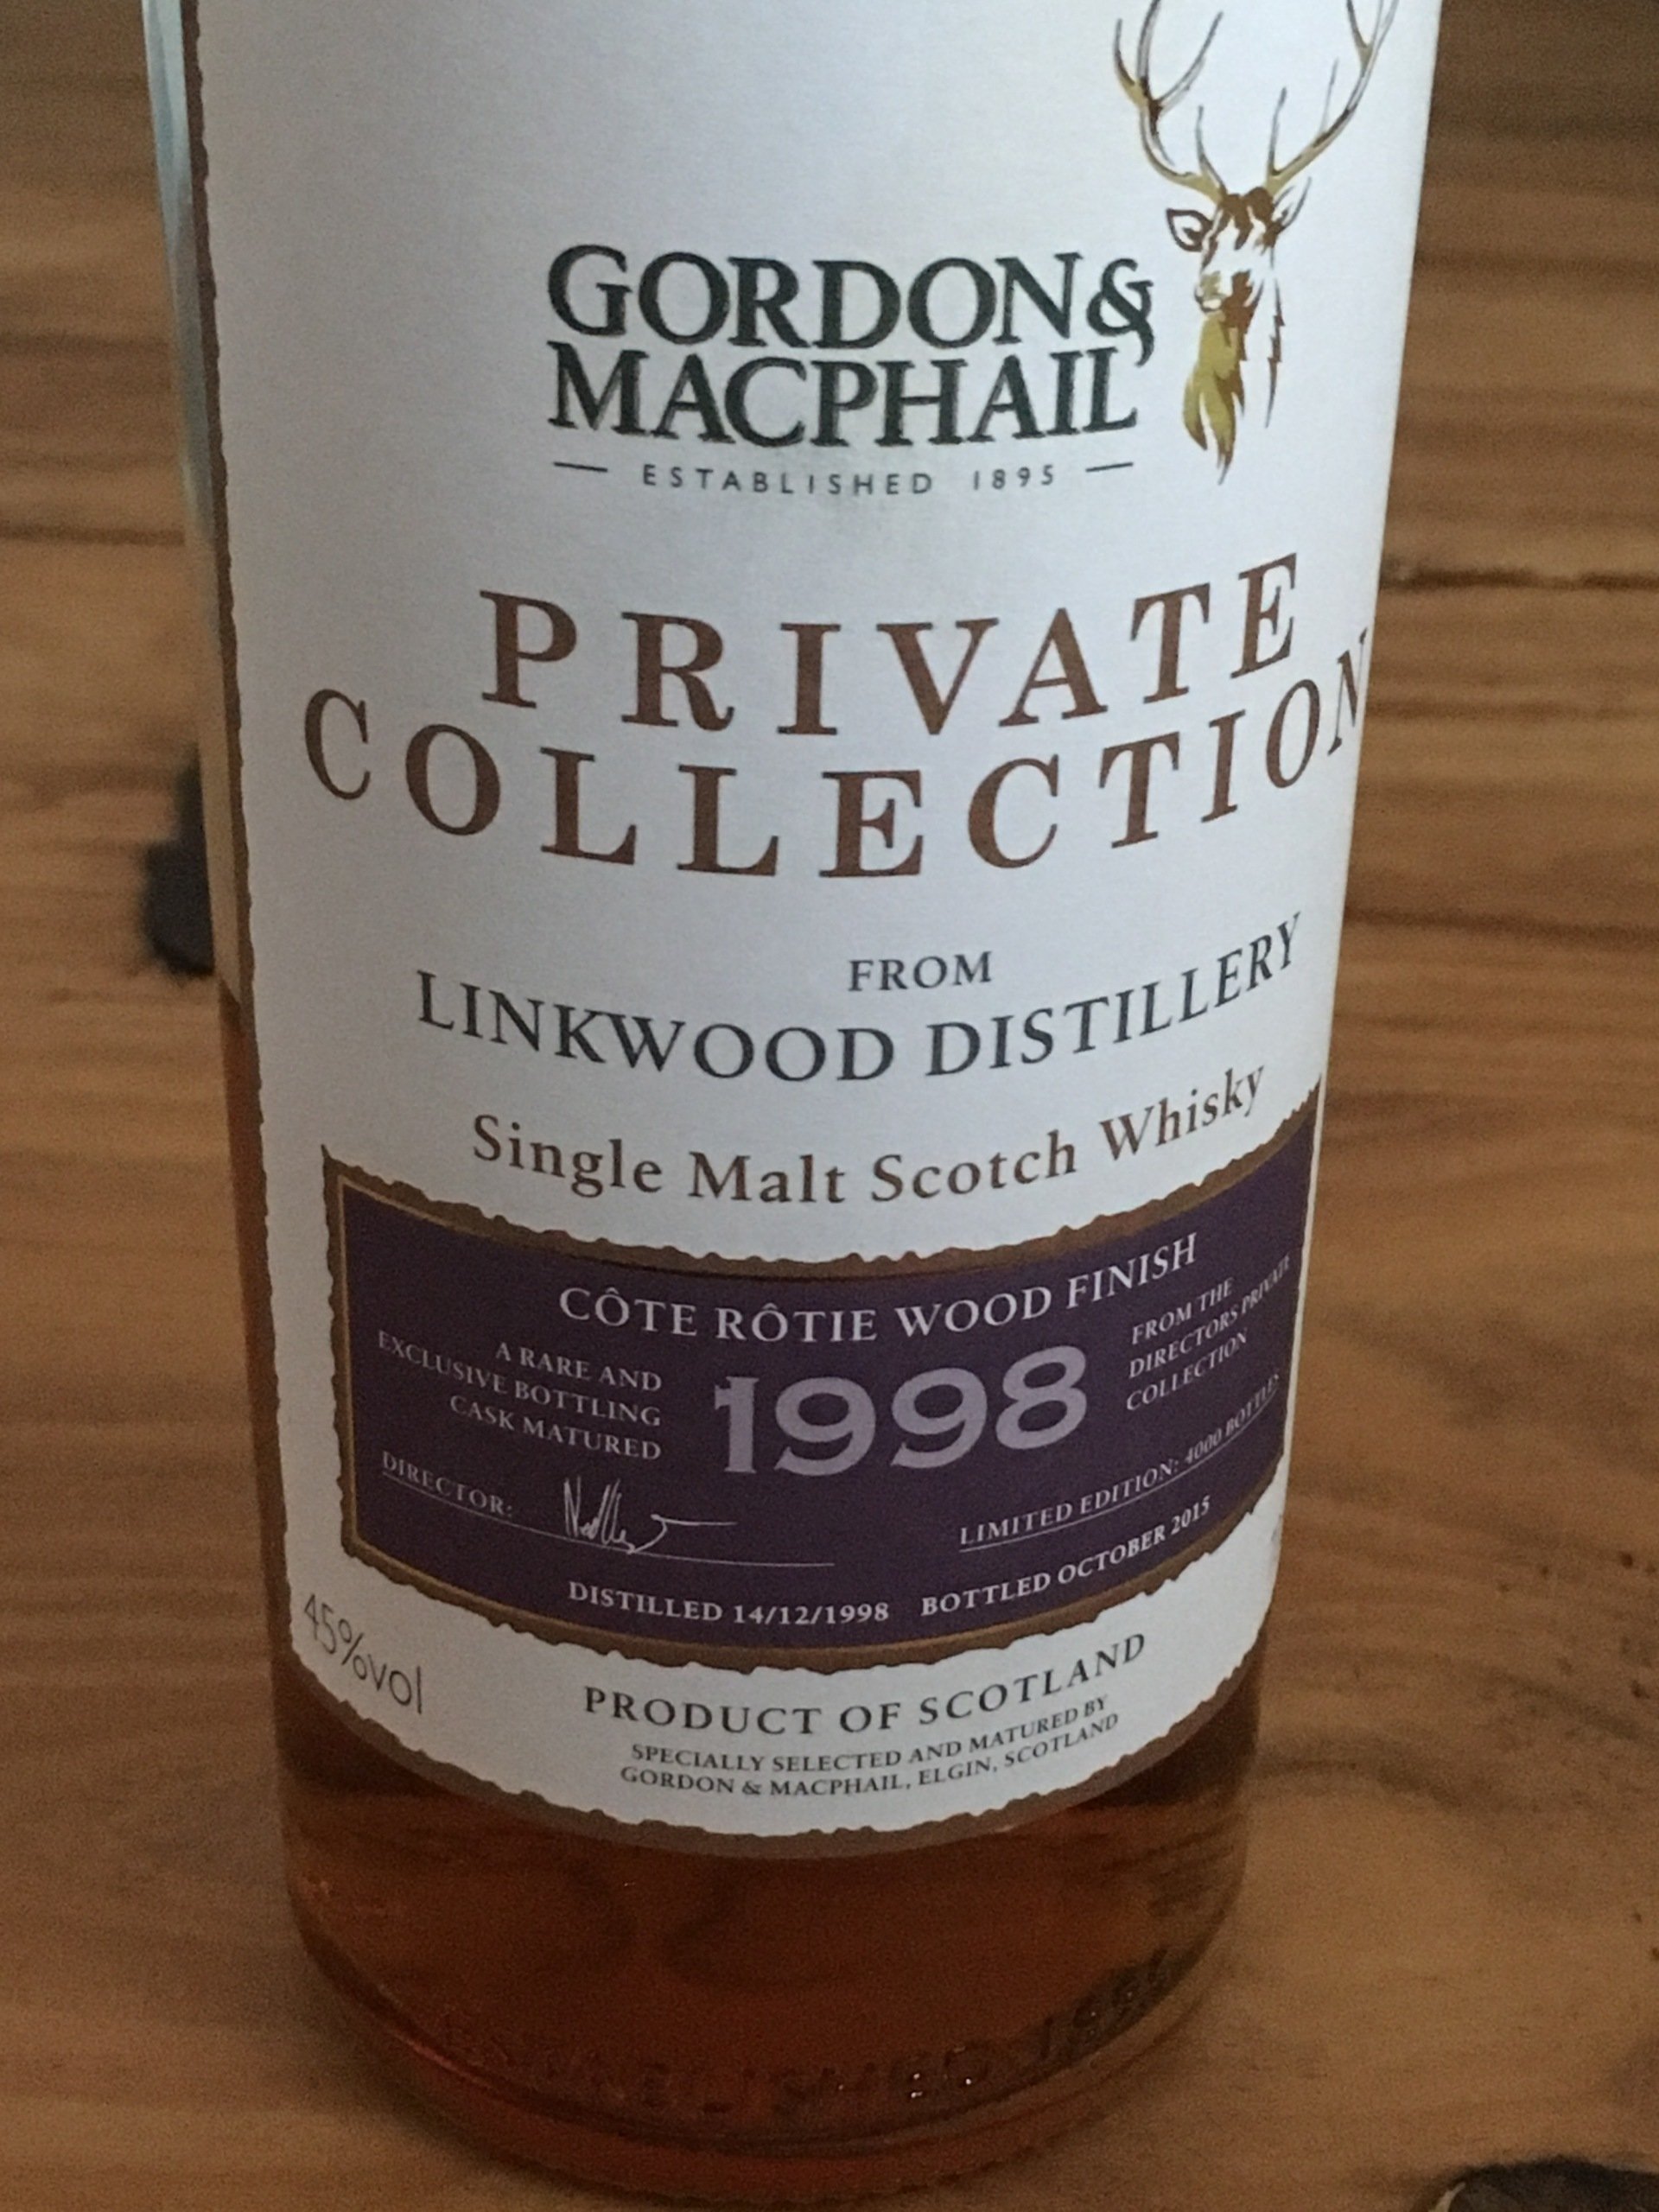 GORDON&
MACPHAIL
ESTABLISHED 1895
PRIVATE
COLLECTION
FROM
LINKWOOD DISTILLERY
Single Malt Scotch Whisky
CÔTE RÔTIE WOOD FINISH
A RARE AND
EXCLUSIVE BOTTLING
CASK MATURED
1998
FROM THE
DIRECTORS PRIVATE
COLLECTION
DIRECTOR:
LIMITED EDITION: 4000 BOTTLES
DISTILLED 14/12/1998 BOTTLED OCTOBER 2015
45%vol
PRODUCT OF SCOTLAND
SPECIALLY SELECTED AND MATURED BY
GORDON & MACPHAIL, ELGIN, SCOTLAND
ESTABLISHED 1895